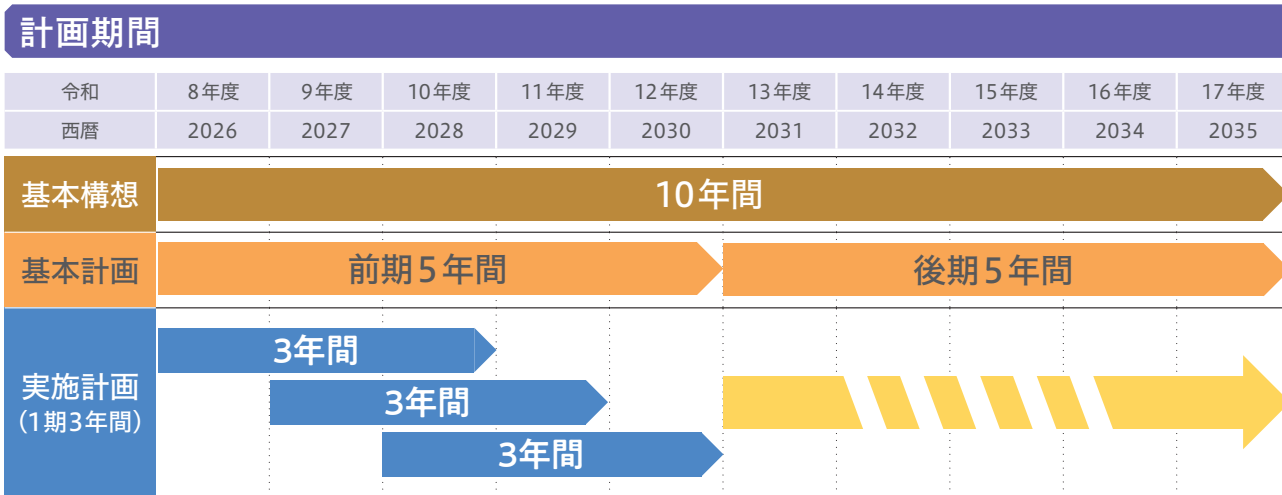 計画期間
令和 8年度 9年度 10年度 11年度 12年度 13年度 14年度 15年度 16年度 17年度
西暦 2026 2027 2028 2029 2030 2031 2032 2033 2034 2035
基本構想 10年間
基本計画 前期5年間 後期5年間
実施計画
(1期3年間)
3年間
3年間
3年間